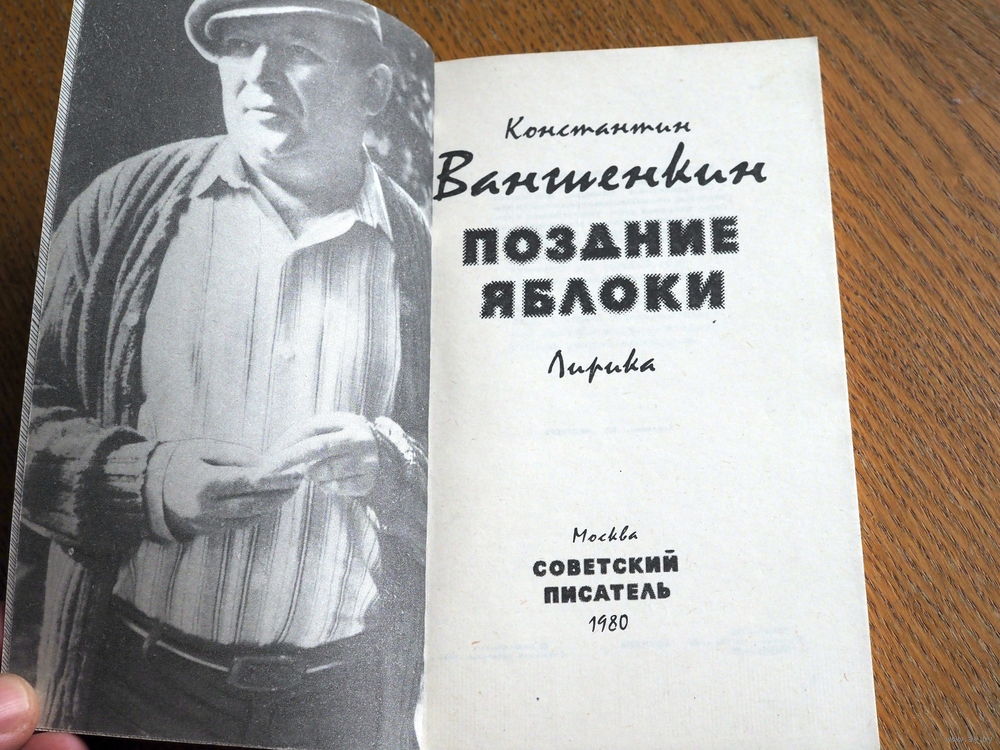 Константин
Ваншенкин
ПОЗДНИЕ
ЯБЛОКИ
Лирика
Москва
СОВЕТСКИЙ
ПИСАТЕЛЬ
1980